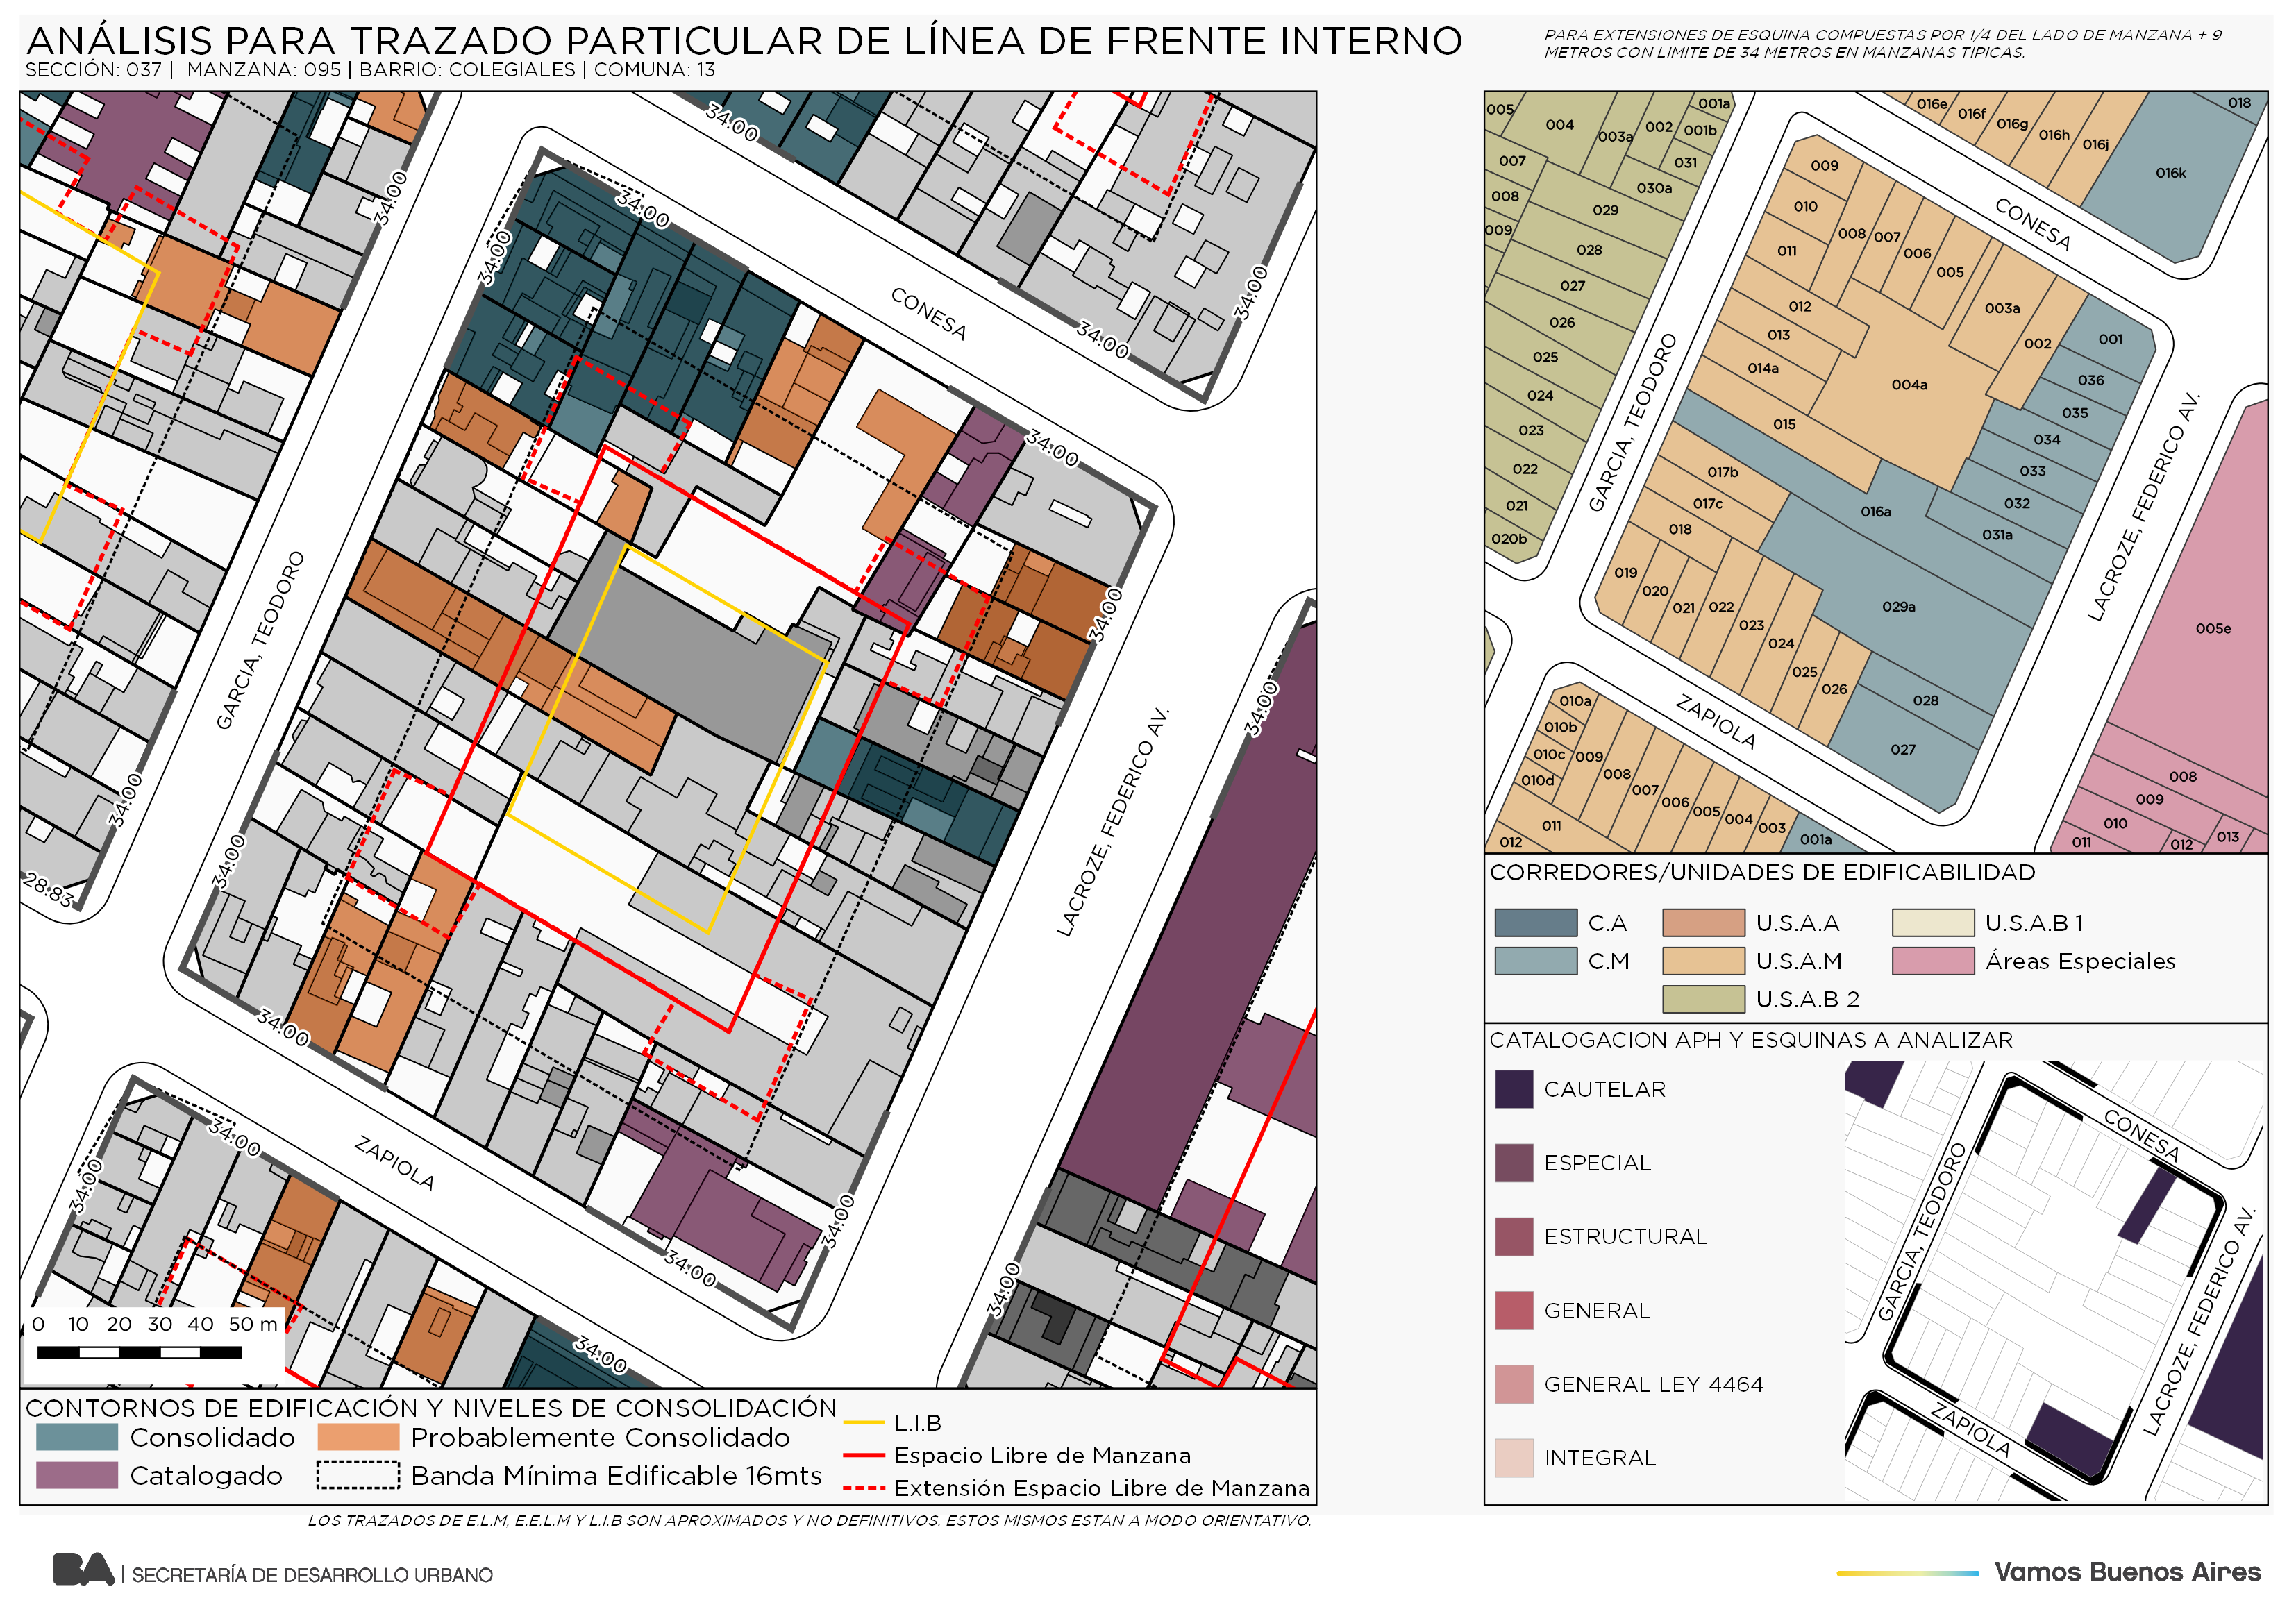 ANÁLISIS PARA TRAZADO PARTICULAR DE LÍNEA DE FRENTE INTERNO
SECCIÓN: 037 | MANZANA: 095 | BARRIO: COLEGIALES | COMUNA: 13
PARA EXTENSIONES DE ESQUINA COMPUESTAS POR 1/4 DEL LADO DE MANZANA + 9
METROS CON LIMITE DE 34 METROS EN MANZANAS TIPICAS.
34:00
34:00
34:00
34:00
34:00
34:00
CONESA
34:00
34:00
GARCIA, TEODORO
34:00
34:00
LACROZE, FEDERICO AV.
34:00
28.83
34:00
34:00
ZAPIOLA
34:00
34:00
34:00
34:00
34:00
34:00
0 10 20 30 40 50 m
CONTORNOS DE EDIFICACIÓN Y NIVELES DE CONSOLIDACIÓN
Consolidado
Probablemente Consolidado
Catalogado
Banda Mínima Edificable 16mts
L.I.B
Espacio Libre de Manzana
Extensión Espacio Libre de Manzana
LOS TRAZADOS DE E.L.M, E.E.L.M Y L.I.B SON APROXIMADOS Y NO DEFINITIVOS. ESTOS MISMOS ESTAN A MODO ORIENTATIVO.
005
004
003a
002
001a
001b
031
030a
007
008
029
009
028
027
026
025
024
023
022
021
020b
016e
016f
016g
016h
016j
016k
018
CONESA
009
010
011
008
007
006
005
012
013
014a
015
003a
002
004a
001
036
035
034
033
032
031a
016a
017b
017c
018
019
020
021
022
023
024
025
026
029a
028
027
GARCIA, TEODORO
LACROZE, FEDERICO AV.
ZAPIOLA
010a
010b
010c
010d
009
008
007
006
005
004
003
001a
011
012
005e
008
009
010
011
012
013
CORREDORES/UNIDADES DE EDIFICABILIDAD
C.A
U.S.A.A
U.S.A.B 1
C.M
U.S.A.M
Áreas Especiales
U.S.A.B 2
CATALOGACION APH Y ESQUINAS A ANALIZAR
CAUTELAR
ESPECIAL
ESTRUCTURAL
GENERAL
GENERAL LEY 4464
INTEGRAL
CONESA
GARCIA, TEODORO
LACROZE, FEDERICO AV.
ZAPIOLA
BA | SECRETARÍA DE DESARROLLO URBANO
Vamos Buenos Aires